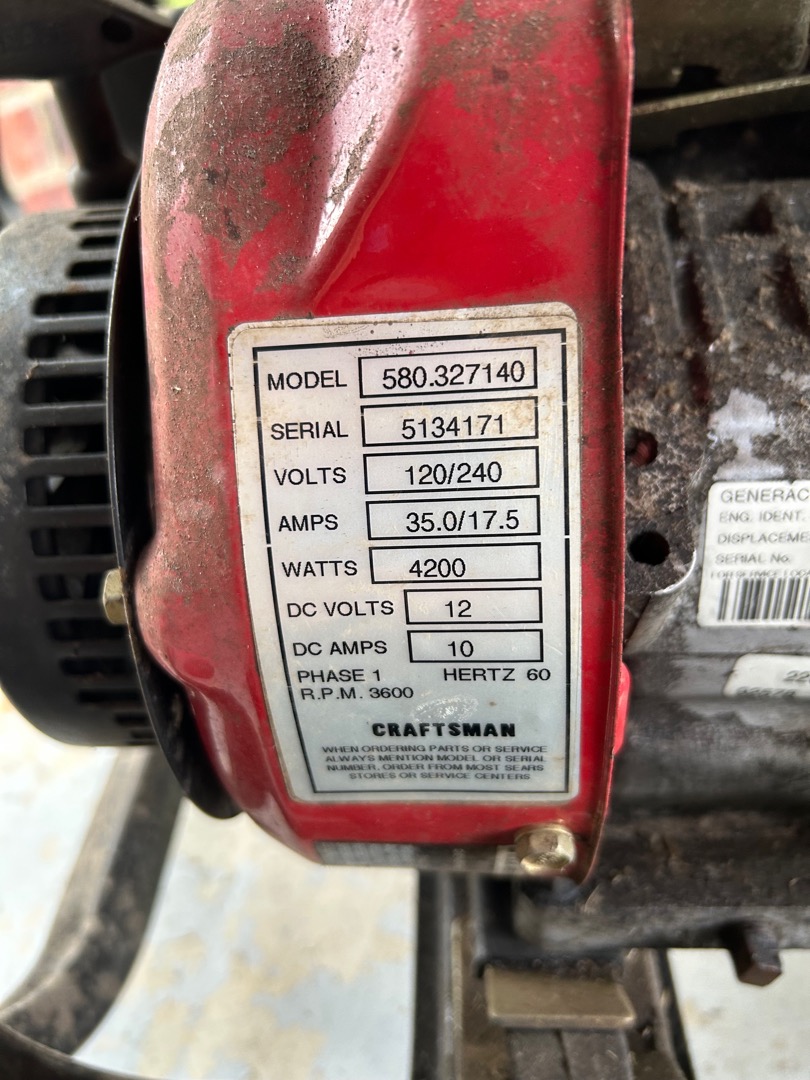 MODEL 580.327140
SERIAL 5134171
VOLTS 120/240
AMPS 35.0/17.5
WATTS 4200
DC VOLTS 12
DC AMPS 10
PHASE 1 HERTZ 60
R.P.M. 3600
CRAFTSMAN
WHEN ORDERING PARTS OR SERVICE
ALWAYS MENTION MODEL OR SERIAL
NUMBER, ORDER FROM MOST SEARS
STORES OR SERVICE CENTERS
GENERAC
ENG. IDENT.
DISPLACEME
SERIAL No.